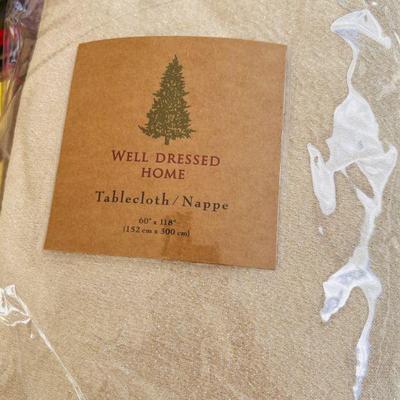 WELL DRESSED
HOME
Tablecloth / Nappe
60" x 118"
(152 cm x 300 cm)